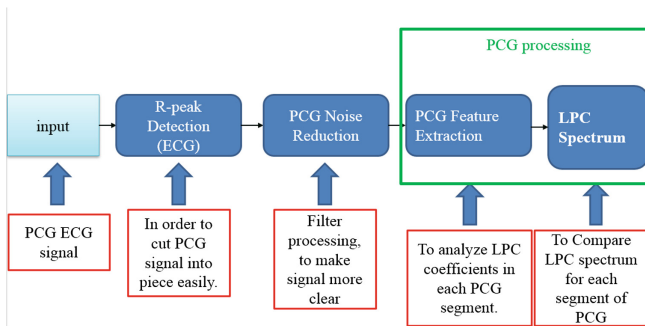 PCG processing
input
R-peak
Detection
(ECG)
PCG Noise
Reduction
PCG Feature
Extraction
LPC
Spectrum
PCG ECG
signal
In order to
cut PCG
signal into
piece easily.
Filter
processing,
to make
signal more
clear
To analyze LPC
coefficients in
each PCG
segment.
To Compare
LPC spectrum
for each
segment of
PCG